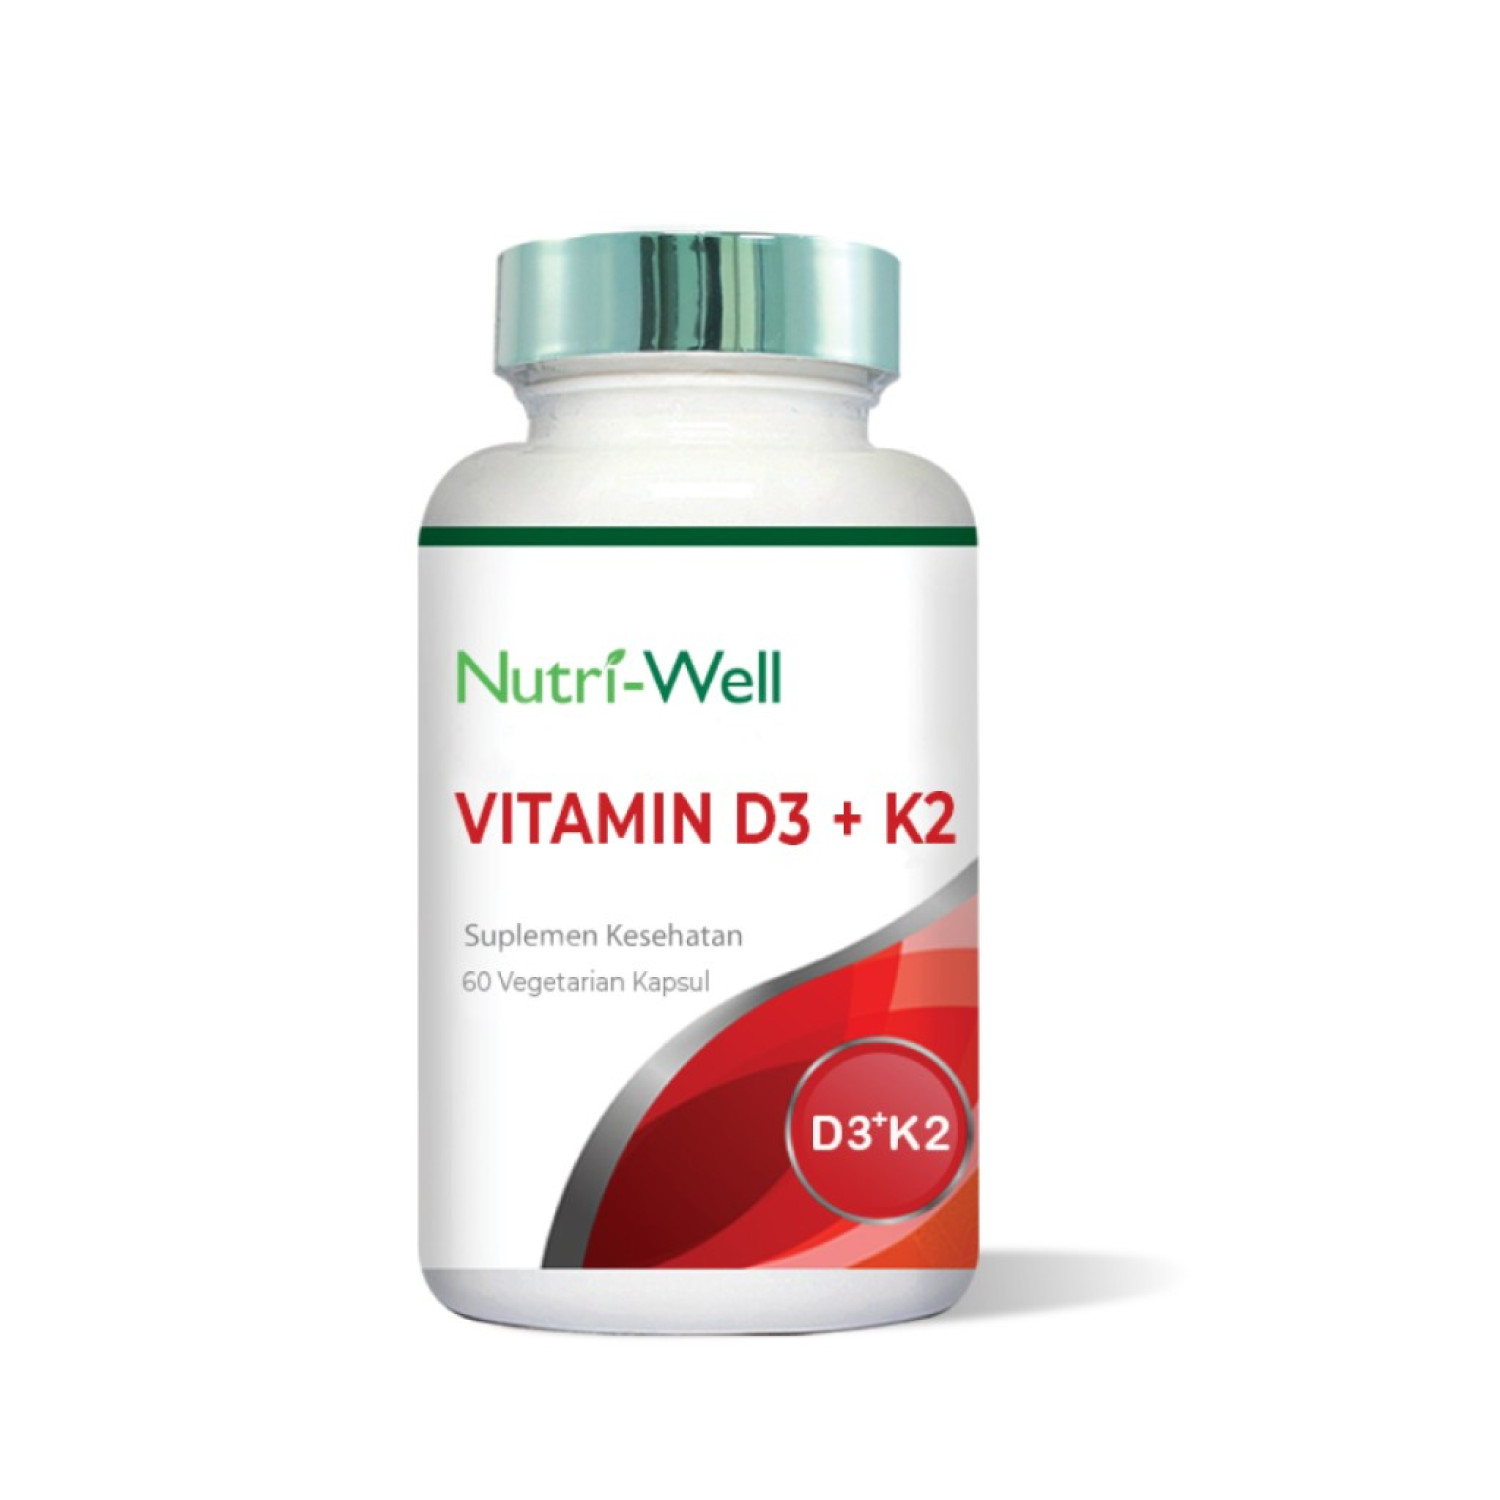 Nutri-Well
VITAMIN D3 + K2
Suplemen Kesehatan
60 Vegetarian Kapsul
D3+K2